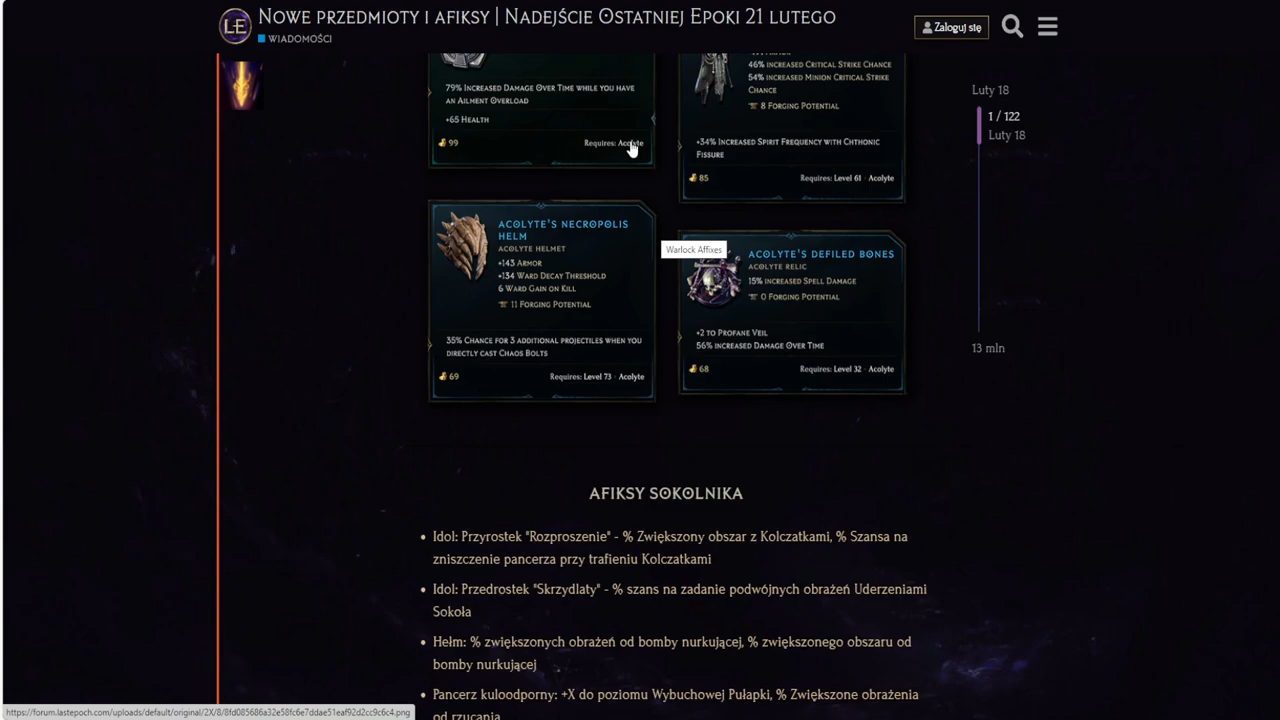 Nowe przedmioty i afiksy | Nadejście Ostatniej Epoki 21 lutego
WIADOMOŚCI
LE
Zaloguj się
79% Increased Damage Over Time while you have
an Ailment Overload
+65 Health
99
Requires: Acolyte
46% increased Critical Strike Chance
54% increased Minion Critical Strike
Chance
8 Forging Potential
+34% Increased Spirit Frequency with Chthonic
Fissure
85
Requires: Level 61 · Acolyte
Luty 18
1 / 122
Luty 18
13 mln
Acolyte's Necropolis
Helm
Acolyte Helmet
+143 Armor
+134 Ward Decay Threshold
6 Ward Gain on Kill
11 Forging Potential
35% Chance for 3 additional projectiles when you
directly cast Chaos Bolts
69
Requires: Level 73 · Acolyte
Warlock Affixes
Acolyte's Defiled Bones
Acolyte Relic
15% increased Spell Damage
0 Forging Potential
+2 to Profane Veil
56% increased Damage Over Time
68
Requires: Level 32 · Acolyte
AFIKSY SOKOLNIKA
• Idol: Przyrostek "Rozproszenie" - % Zwiększony obszar z Kolczatkami, % Szansa na
zniszczenie pancerza przy trafieniu Kolczatkami
• Idol: Przedrostek "Skrzydlaty" - % szans na zadanie podwójnych obrażeń Uderzeniami
Sokoła
• Hełm: % zwiększonych obrażeń od bomby nurkującej, % zwiększonego obszaru od
bomby nurkującej
• Pancerz kuloodporny: +X do poziomu Wybuchowej Pułapki, % Zwiększone obrażenia
od rzucania
https://forum.lastepoch.com/uploads/default/original/2X/8/8fd085686a32e58fc6e7ddae51eaf92d2cc9c6c4.png